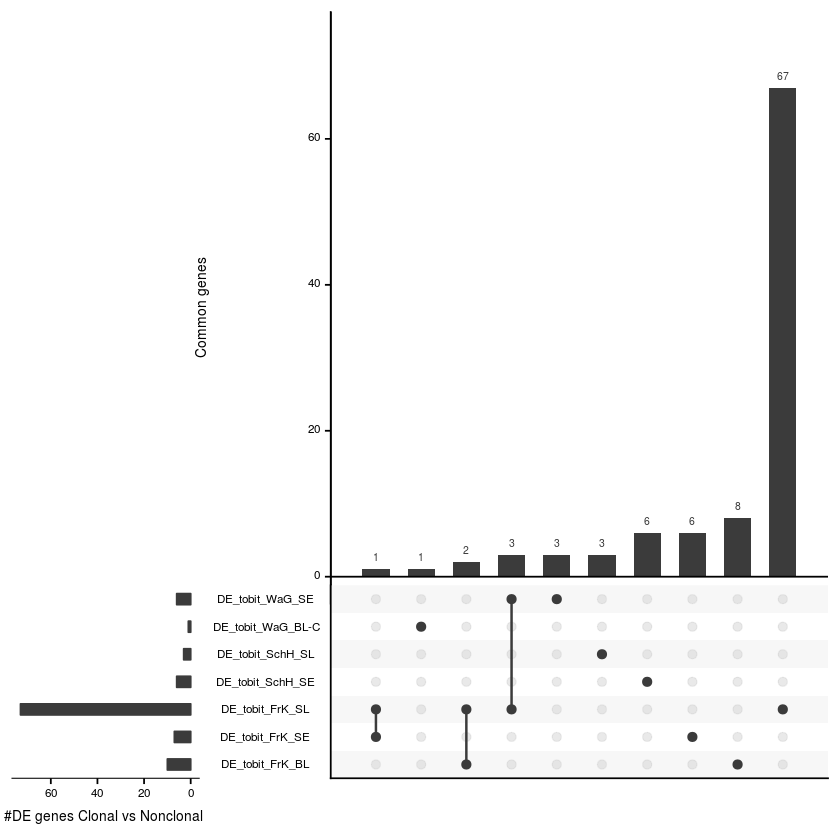 67
60
Common genes
40
20
8
6
6
3
3
2
1
1
0
DE_tobit_WaG_SE
DE_tobit_WaG_BL-C
DE_tobit_SchH_SL
DE_tobit_SchH_SE
DE_tobit_FrK_SL
DE_tobit_FrK_SE
DE_tobit_FrK_BL
60 40 20 0
#DE genes Clonal vs Nonclonal